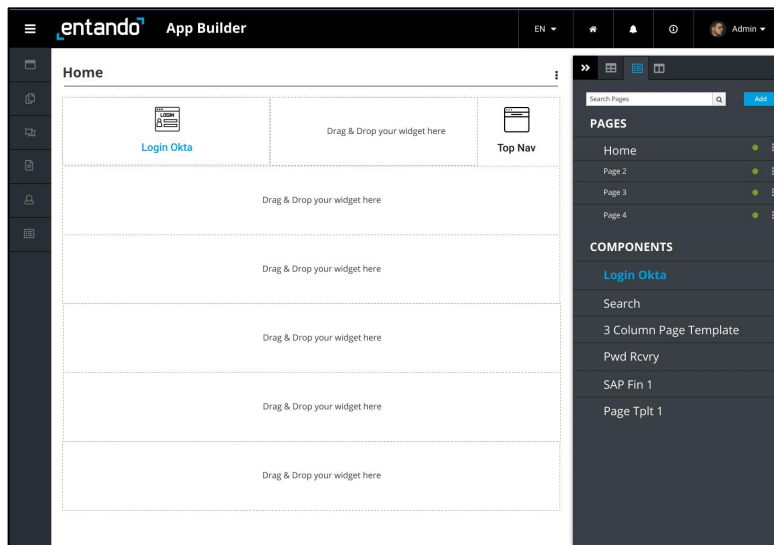 entando App Builder EN Admin
Home
LOGIN
Login Okta
Drag & Drop your widget here
Top Nav
Drag & Drop your widget here
Drag & Drop your widget here
Drag & Drop your widget here
Drag & Drop your widget here
Drag & Drop your widget here
Search Pages Add
PAGES
Home
Page 2
Page 3
Page 4
COMPONENTS
Login Okta
Search
3 Column Page Template
Pwd Rcvry
SAP Fin 1
Page Tplt 1